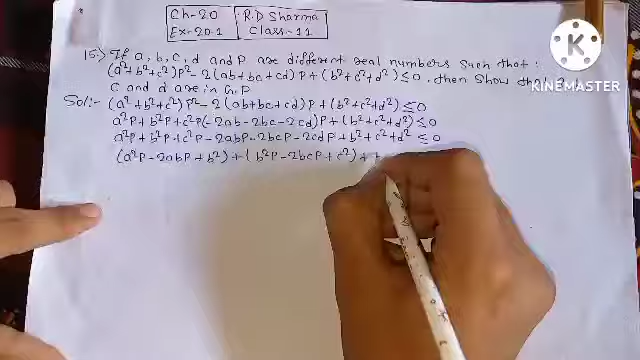 Ch-20 R.D Sharma
Ex-20.1 Class-11
15) If a, b, c, d and P are different real numbers such that:
(a²+b²+c²)P² - 2(ab+bc+cd)P + (b²+c²+d²) ≤0, then show that a,
c and d are in G.P
Sol:- (a²+b²+c²) P² - 2(ab+bc+cd)P + (b²+c²+d²) ≤0
a²P + b²P + c²P(-2ab-2bc-2cd)P + (b²+c²+d²) ≤0
a²P + b²P + c²P - 2abP - 2bcP - 2cdP + b²+c²+d² ≤0
(a²P - 2abP + b²) + (b²P - 2bcP + c²) +
KINEMASTER